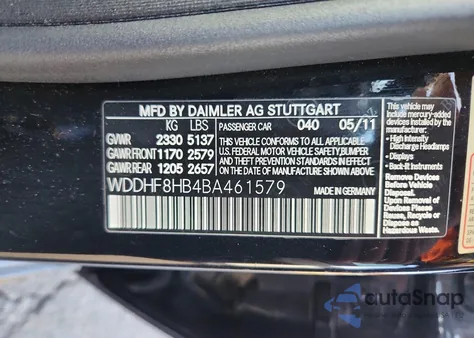 MFD BY DAIMLER AG STUTTGART
KG LBS PASSENGER CAR 040 05/11
GVWR 2330 5137
GAWR FRONT 1170 2579
GAWR REAR 1205 2657
THIS VEHICLE CONFORMS TO ALL
APPLICABLE U.S. FEDERAL
MOTOR VEHICLE SAFETY, BUMPER
AND THEFT PREVENTION
STANDARDS IN EFFECT ON THE
DATE OF MANUFACTURE SHOWN ABOVE
WDDHF8HB4BA461579
This vehicle may include
mercury-added
devices installed by
the manufacturer:
• High Intensity
Discharge Headlamps
• Displays
• Back-lit Instruments
Remove Devices
Before Vehicle
Disposal.
Upon Removal of
Devices Please
Reuse, Recycle or
Dispose as
Hazardous Waste.
autoSnap